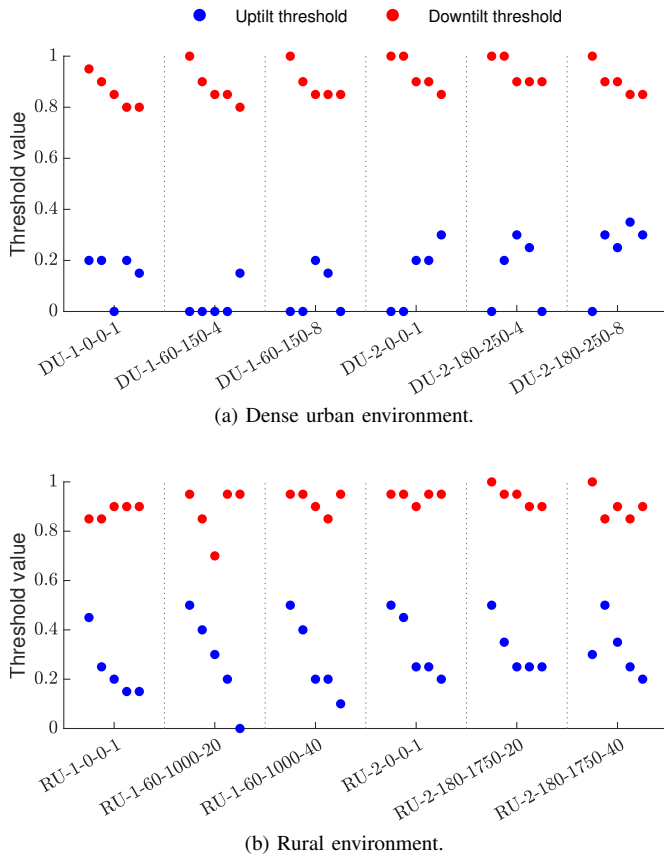 Uptilt threshold Downtilt threshold
1
0.8
0.6
0.4
0.2
0
Threshold value
DU-1-0-0-1
DU-1-60-150-4
DU-1-60-150-8
DU-2-0-0-1
DU-2-180-250-4
DU-2-180-250-8
(a) Dense urban environment.
1
0.8
0.6
0.4
0.2
0
Threshold value
RU-1-0-0-1
RU-1-60-1000-20
RU-1-60-1000-40
RU-2-0-0-1
RU-2-180-1750-20
RU-2-180-1750-40
(b) Rural environment.